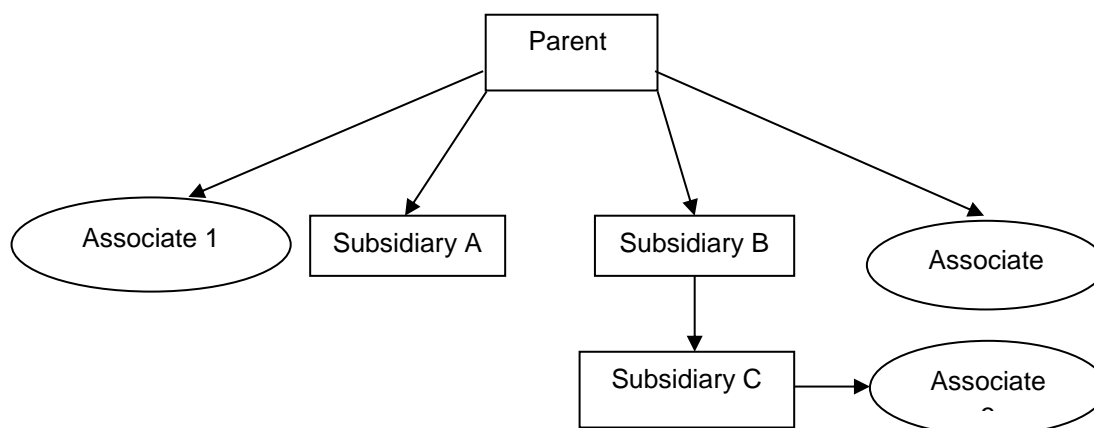 Parent
Associate 1
Subsidiary A
Subsidiary B
Associate
Subsidiary C
Associate